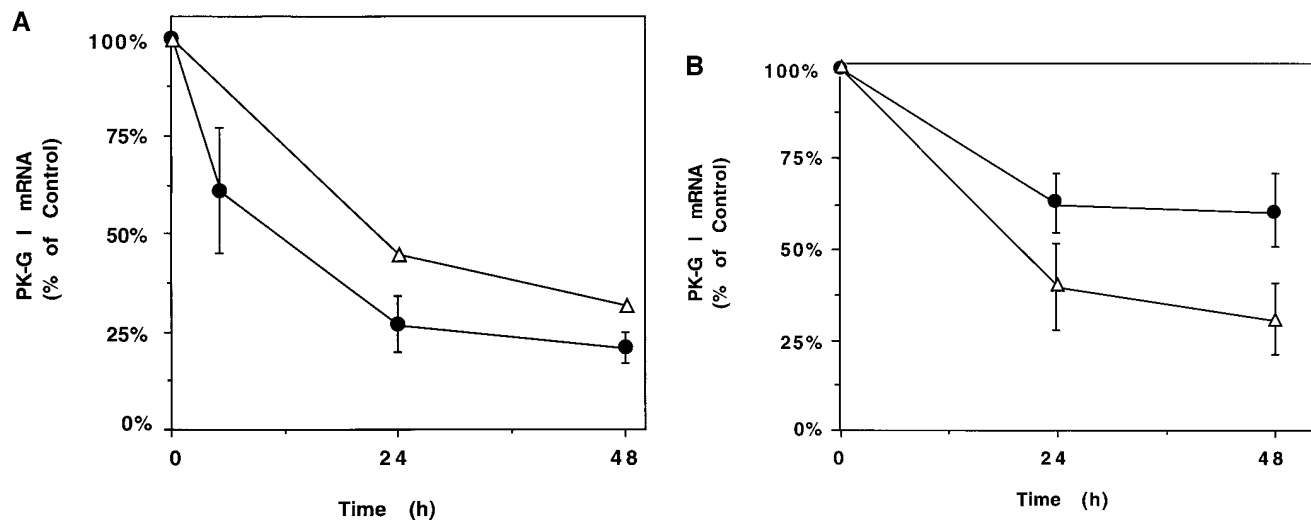 A
PK-G I mRNA
(% of Control)
100%
75%
50%
25%
0%
0 24 48
Time (h)
B
PK-G I mRNA
(% of Control)
100%
75%
50%
25%
0%
0 24 48
Time (h)